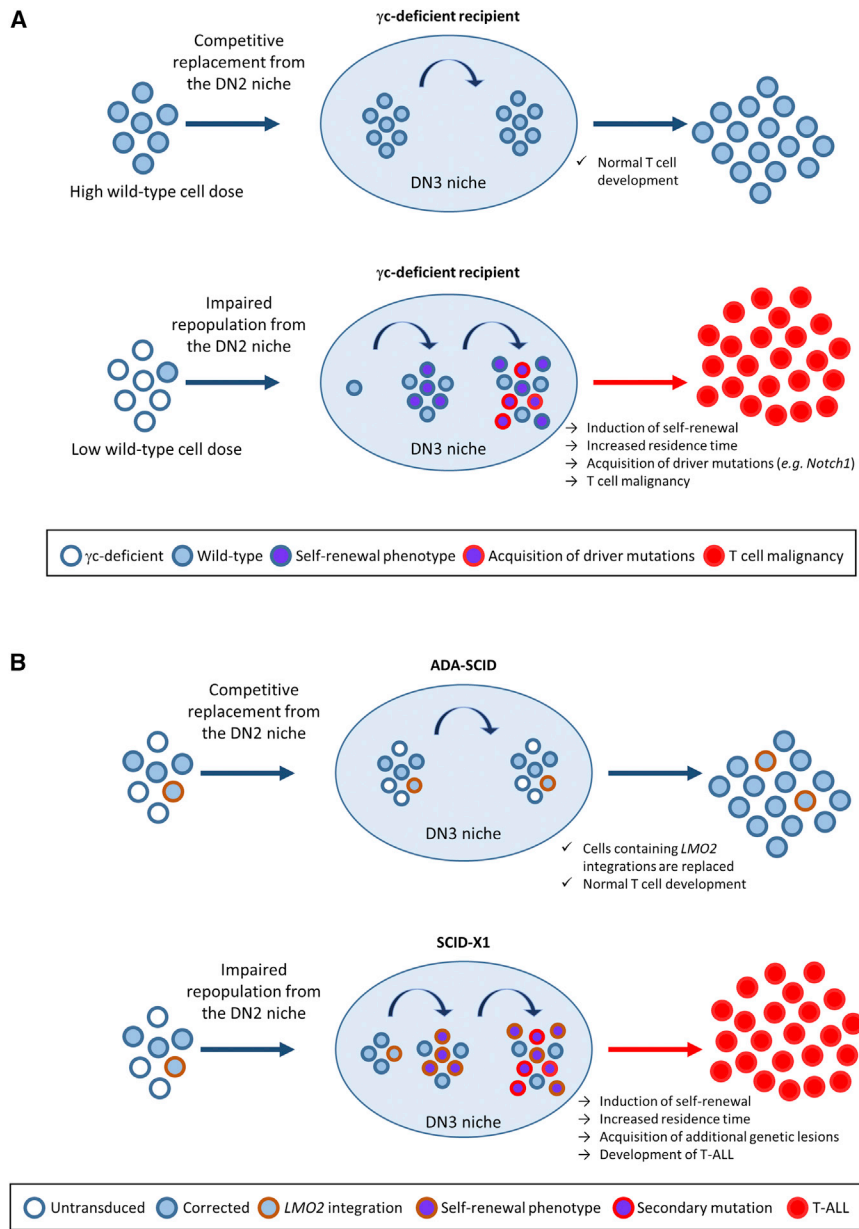 A
γc-deficient recipient
Competitive
replacement from
the DN2 niche
High wild-type cell dose
DN3 niche
✓ Normal T cell
development
γc-deficient recipient
Impaired
repopulation from
the DN2 niche
Low wild-type cell dose
DN3 niche
→ Induction of self-renewal
→ Increased residence time
→ Acquisition of driver mutations (e.g. Notch1)
→ T cell malignancy
γc-deficient Wild-type Self-renewal phenotype Acquisition of driver mutations T cell malignancy
B
ADA-SCID
Competitive
replacement from
the DN2 niche
DN3 niche
✓ Cells containing LMO2
integrations are replaced
✓ Normal T cell development
SCID-X1
Impaired
repopulation from
the DN2 niche
DN3 niche
→ Induction of self-renewal
→ Increased residence time
→ Acquisition of additional genetic lesions
→ Development of T-ALL
Untransduced Corrected LMO2 integration Self-renewal phenotype Secondary mutation T-ALL